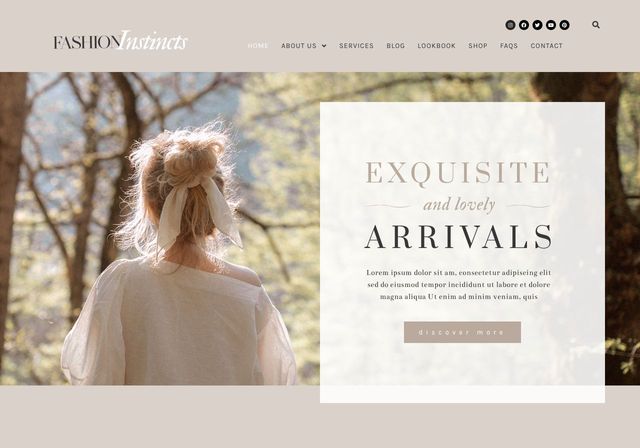 FASHION Instincts
HOME ABOUT US SERVICES BLOG LOOKBOOK SHOP FAQS CONTACT
EXQUISITE
and lovely
ARRIVALS
Lorem ipsum dolor sit am, consectetur adipiseing elit
sed do eiusmod tempor incididunt ut labore et dolore
magna aliqua Ut enim ad minim veniam, quis
discover more